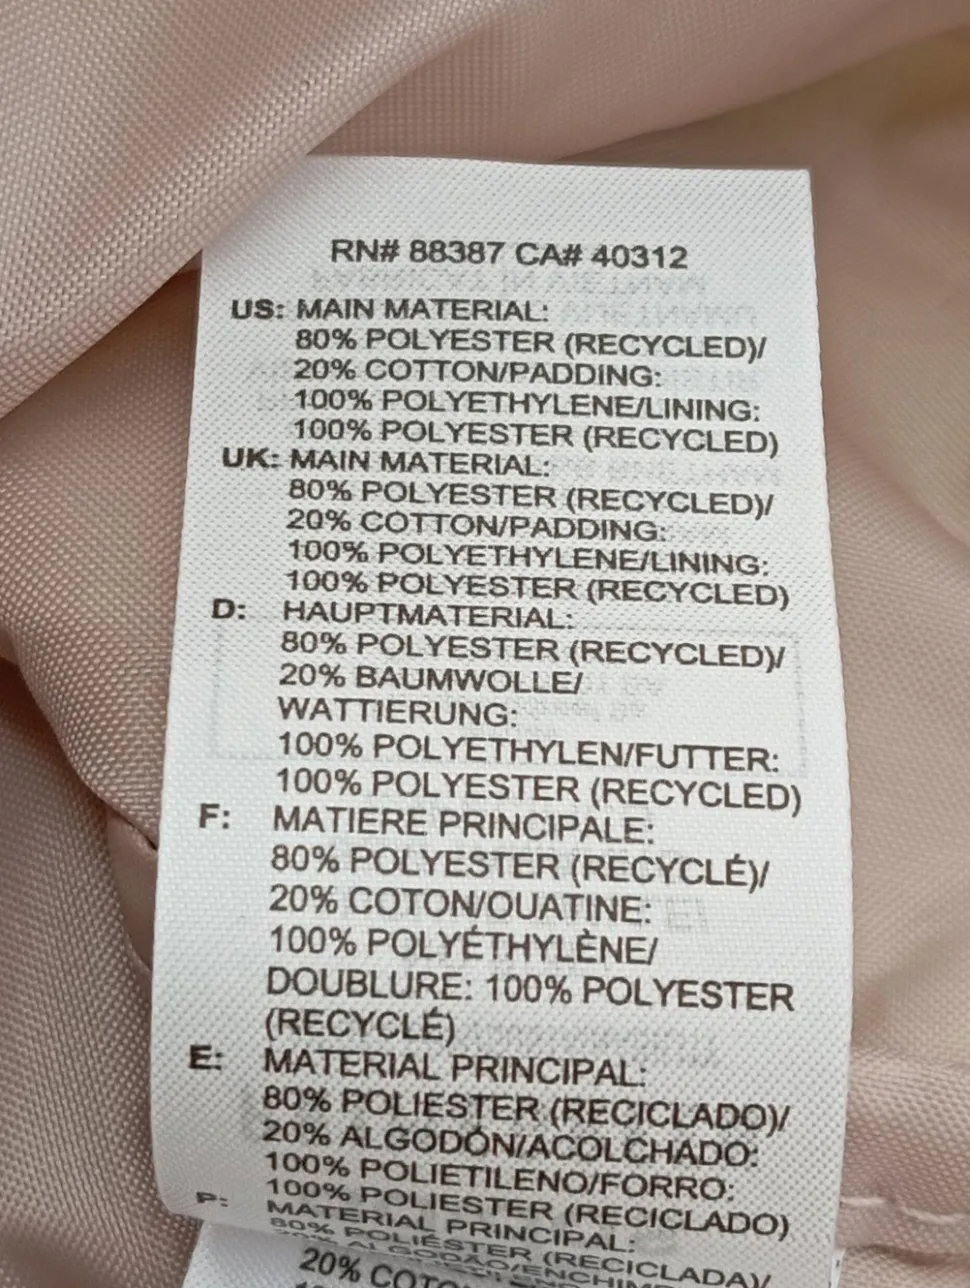 RN# 88387 CA# 40312
US: MAIN MATERIAL:
80% POLYESTER (RECYCLED)/
20% COTTON/PADDING:
100% POLYETHYLENE/LINING:
100% POLYESTER (RECYCLED)
UK: MAIN MATERIAL:
80% POLYESTER (RECYCLED)/
20% COTTON/PADDING:
100% POLYETHYLENE/LINING:
100% POLYESTER (RECYCLED)
D: HAUPTMATERIAL:
80% POLYESTER (RECYCLED)/
20% BAUMWOLLE/
WATTIERUNG:
100% POLYETHYLEN/FUTTER:
100% POLYESTER (RECYCLED)
F: MATIERE PRINCIPALE:
80% POLYESTER (RECYCLÉ)/
20% COTON/OUATINE:
100% POLYÉTHYLÈNE/
DOUBLURE: 100% POLYESTER
(RECYCLÉ)
E: MATERIAL PRINCIPAL:
80% POLIESTER (RECICLADO)/
20% ALGODÓN/ACOLCHADO:
100% POLIETILENO/FORRO:
100% POLIESTER (RECICLADO)
P: MATERIAL PRINCIPAL:
80% POLIÉSTER (RECICLADA)/
20%